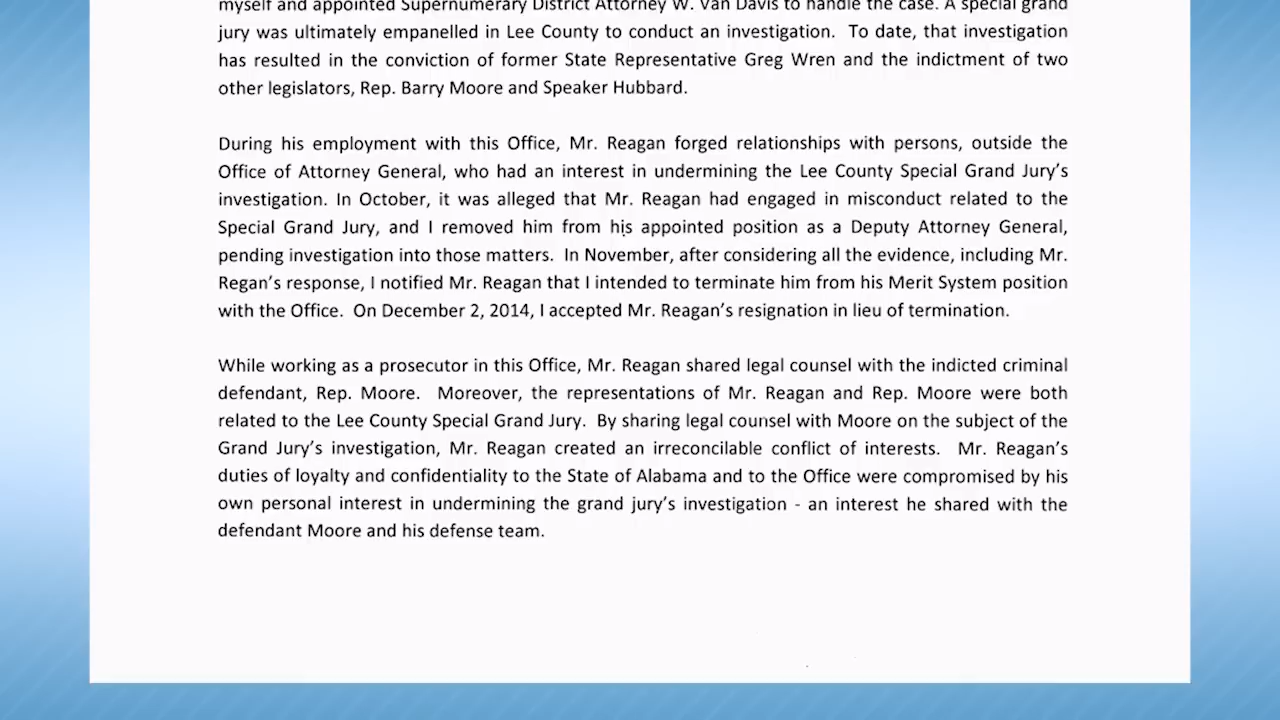 myself and appointed Supernumerary District Attorney W. Van Davis to handle the case. A special grand
jury was ultimately empanelled in Lee County to conduct an investigation. To date, that investigation
has resulted in the conviction of former State Representative Greg Wren and the indictment of two
other legislators, Rep. Barry Moore and Speaker Hubbard.
During his employment with this Office, Mr. Reagan forged relationships with persons, outside the
Office of Attorney General, who had an interest in undermining the Lee County Special Grand Jury's
investigation. In October, it was alleged that Mr. Reagan had engaged in misconduct related to the
Special Grand Jury, and I removed him from his appointed position as a Deputy Attorney General,
pending investigation into those matters. In November, after considering all the evidence, including Mr.
Regan's response, I notified Mr. Reagan that I intended to terminate him from his Merit System position
with the Office. On December 2, 2014, I accepted Mr. Reagan's resignation in lieu of termination.
While working as a prosecutor in this Office, Mr. Reagan shared legal counsel with the indicted criminal
defendant, Rep. Moore. Moreover, the representations of Mr. Reagan and Rep. Moore were both
related to the Lee County Special Grand Jury. By sharing legal counsel with Moore on the subject of the
Grand Jury's investigation, Mr. Reagan created an irreconcilable conflict of interests. Mr. Reagan's
duties of loyalty and confidentiality to the State of Alabama and to the Office were compromised by his
own personal interest in undermining the grand jury's investigation - an interest he shared with the
defendant Moore and his defense team.